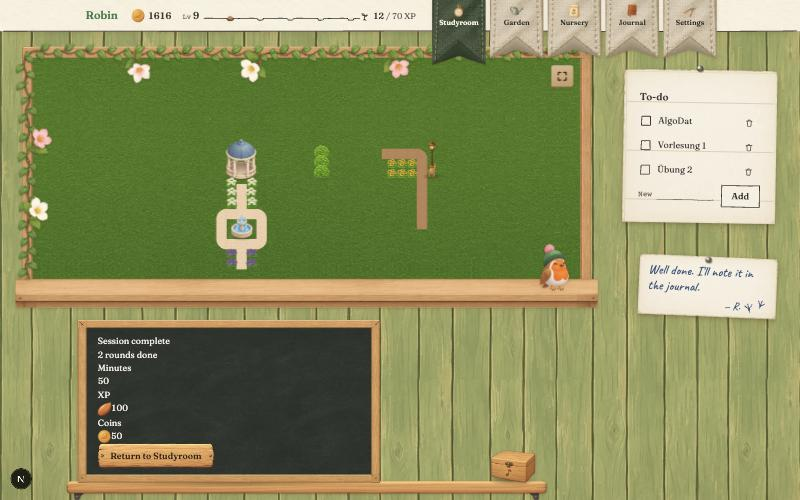 Robin 1616 Lv 9 12 / 70 XP
Studyroom Garden Nursery Journal Settings
To-do
AlgoDat
Vorlesung 1
Übung 2
New Add
Well done. I'll note it in
the journal.
– R.
Session complete
2 rounds done
Minutes
50
XP
100
Coins
50
Return to Studyroom
N